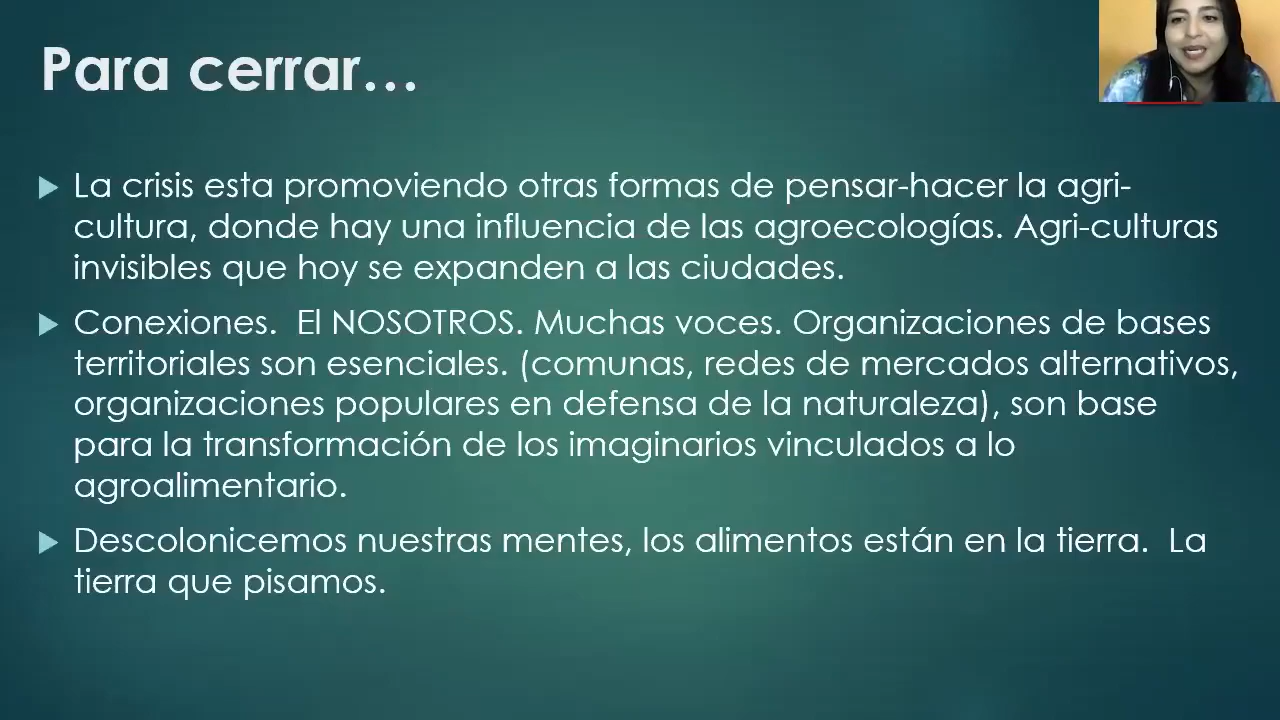 Para cerrar…
La crisis esta promoviendo otras formas de pensar-hacer la agri-
cultura, donde hay una influencia de las agroecologías. Agri-culturas
invisibles que hoy se expanden a las ciudades.
Conexiones.  El NOSOTROS. Muchas voces. Organizaciones de bases
territoriales son esenciales. (comunas, redes de mercados alternativos,
organizaciones populares en defensa de la naturaleza), son base
para la transformación de los imaginarios vinculados a lo
agroalimentario.
Descolonicemos nuestras mentes, los alimentos están en la tierra.  La
tierra que pisamos.